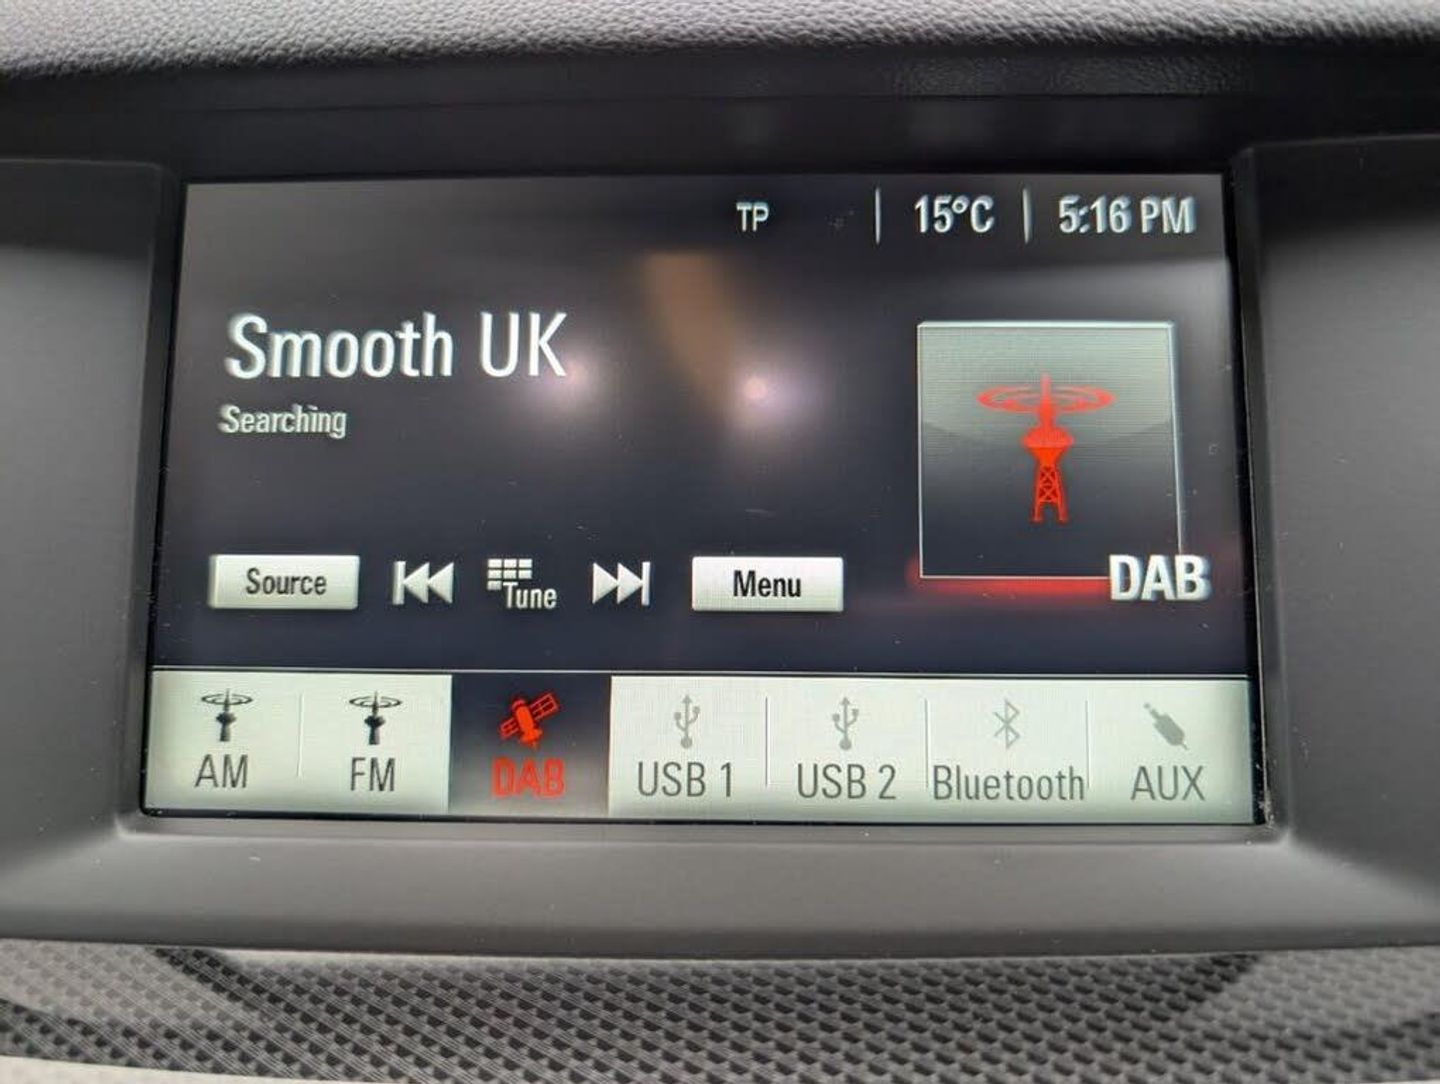 TP 15°C 5:16 PM
Smooth UK
Searching
Source Tune Menu
DAB
AM FM DAB USB 1 USB 2 Bluetooth AUX